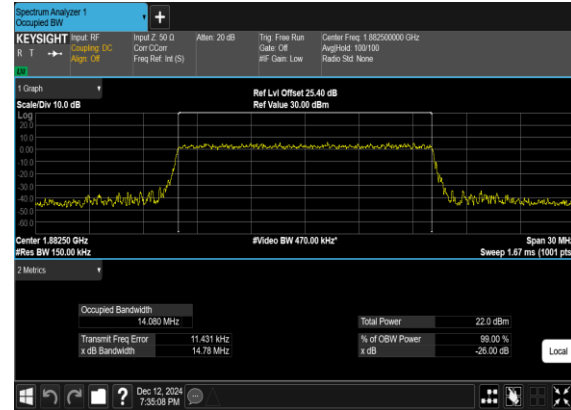 Spectrum Analyzer 1
Occupied BW
+
KEYSIGHT Input: RF Input Z: 50 Ω Atten: 20 dB Trig: Free Run Center Freq: 1.882500000 GHz
R T Coupling: DC Corr CCorr Gate: Off Avg|Hold: 100/100
Align: Off Freq Ref: Int (S) #IF Gain: Low Radio Std: None
LV
1 Graph Ref Lvl Offset 25.40 dB
Scale/Div 10.0 dB Ref Value 30.00 dBm
Log
20.0
10.0
0.00
-10.0
-20.0
-30.0
-40.0
-50.0
-60.0
Center 1.88250 GHz #Video BW 470.00 kHz* Span 30 MHz
#Res BW 150.00 kHz Sweep 1.67 ms (1001 pts
2 Metrics
Occupied Bandwidth
14.080 MHz Total Power 22.0 dBm
Transmit Freq Error 11.431 kHz % of OBW Power 99.00 %
x dB Bandwidth 14.78 MHz x dB -26.00 dB
Local
? Dec 12, 2024
7:35:08 PM